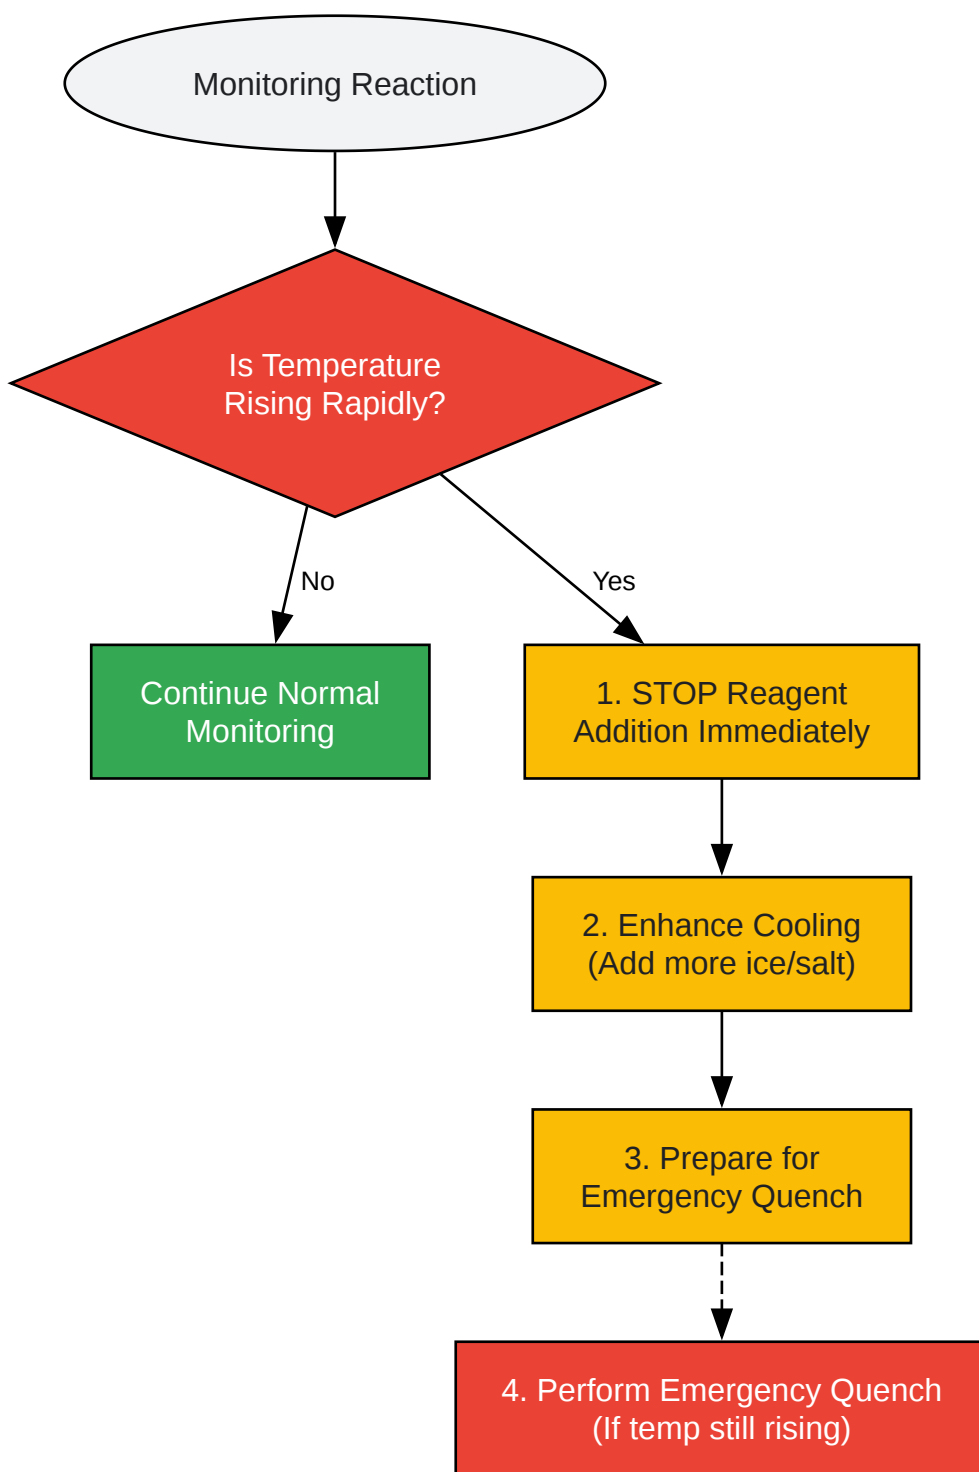 Monitoring Reaction
Is Temperature
Rising Rapidly?
No
Yes
Continue Normal
Monitoring
1. STOP Reagent
Addition Immediately
2. Enhance Cooling
(Add more ice/salt)
3. Prepare for
Emergency Quench
4. Perform Emergency Quench
(If temp still rising)